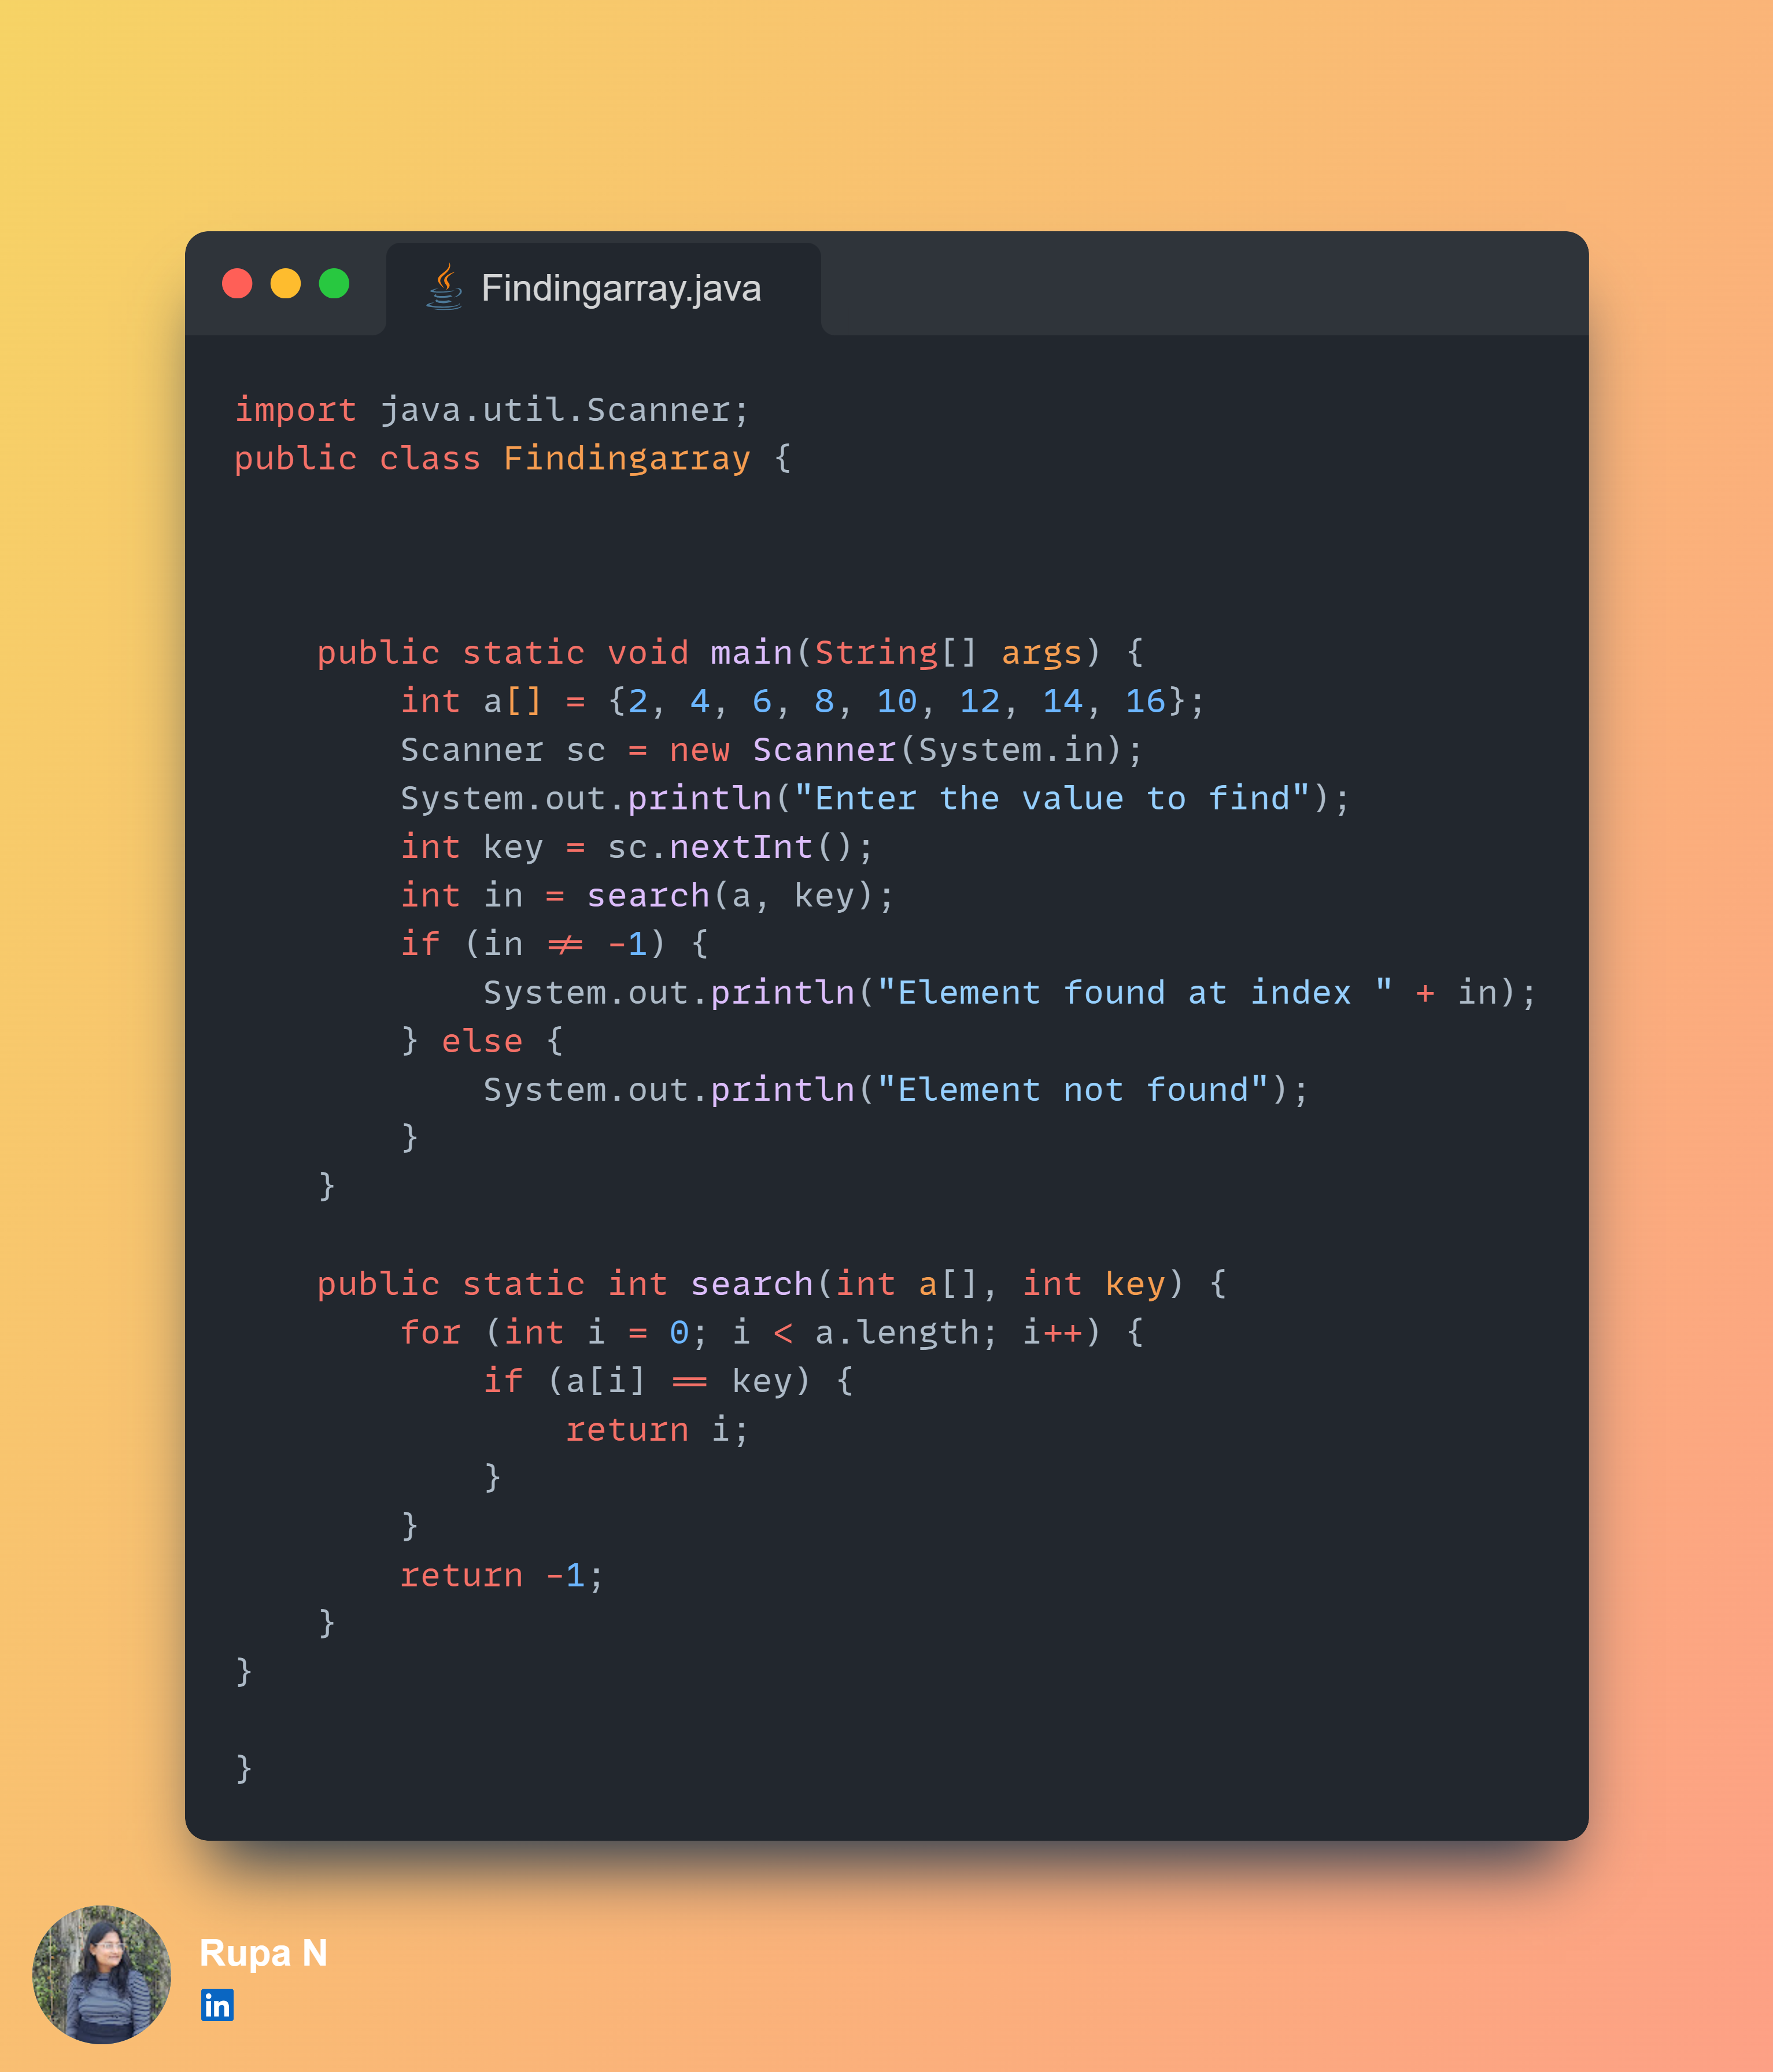 Findingarray.java
import java.util.Scanner;
public class Findingarray {
public static void main(String[] args) {
int a[] = {2, 4, 6, 8, 10, 12, 14, 16};
Scanner sc = new Scanner(System.in);
System.out.println("Enter the value to find");
int key = sc.nextInt();
int in = search(a, key);
if (in != -1) {
System.out.println("Element found at index " + in);
} else {
System.out.println("Element not found");
}
}
public static int search(int a[], int key) {
for (int i = 0; i < a.length; i++) {
if (a[i] == key) {
return i;
}
}
return -1;
}
}
}
Rupa N
in